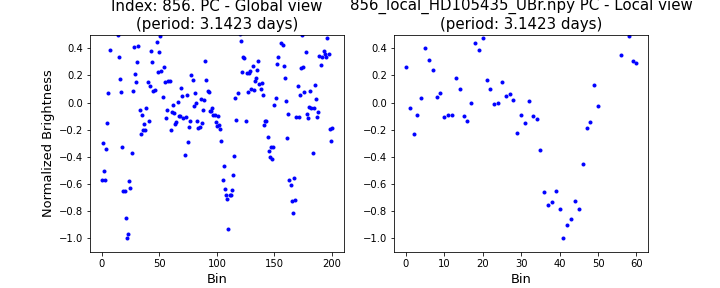 Index: 856. PC - Global view
(period: 3.1423 days)
856_local_HD105435_UBr.npy PC - Local view
(period: 3.1423 days)
Normalized Brightness
0.4
0.2
0.0
−0.2
−0.4
−0.6
−0.8
−1.0
0 50 100 150 200
Bin
0.4
0.2
0.0
−0.2
−0.4
−0.6
−0.8
−1.0
0 10 20 30 40 50 60
Bin